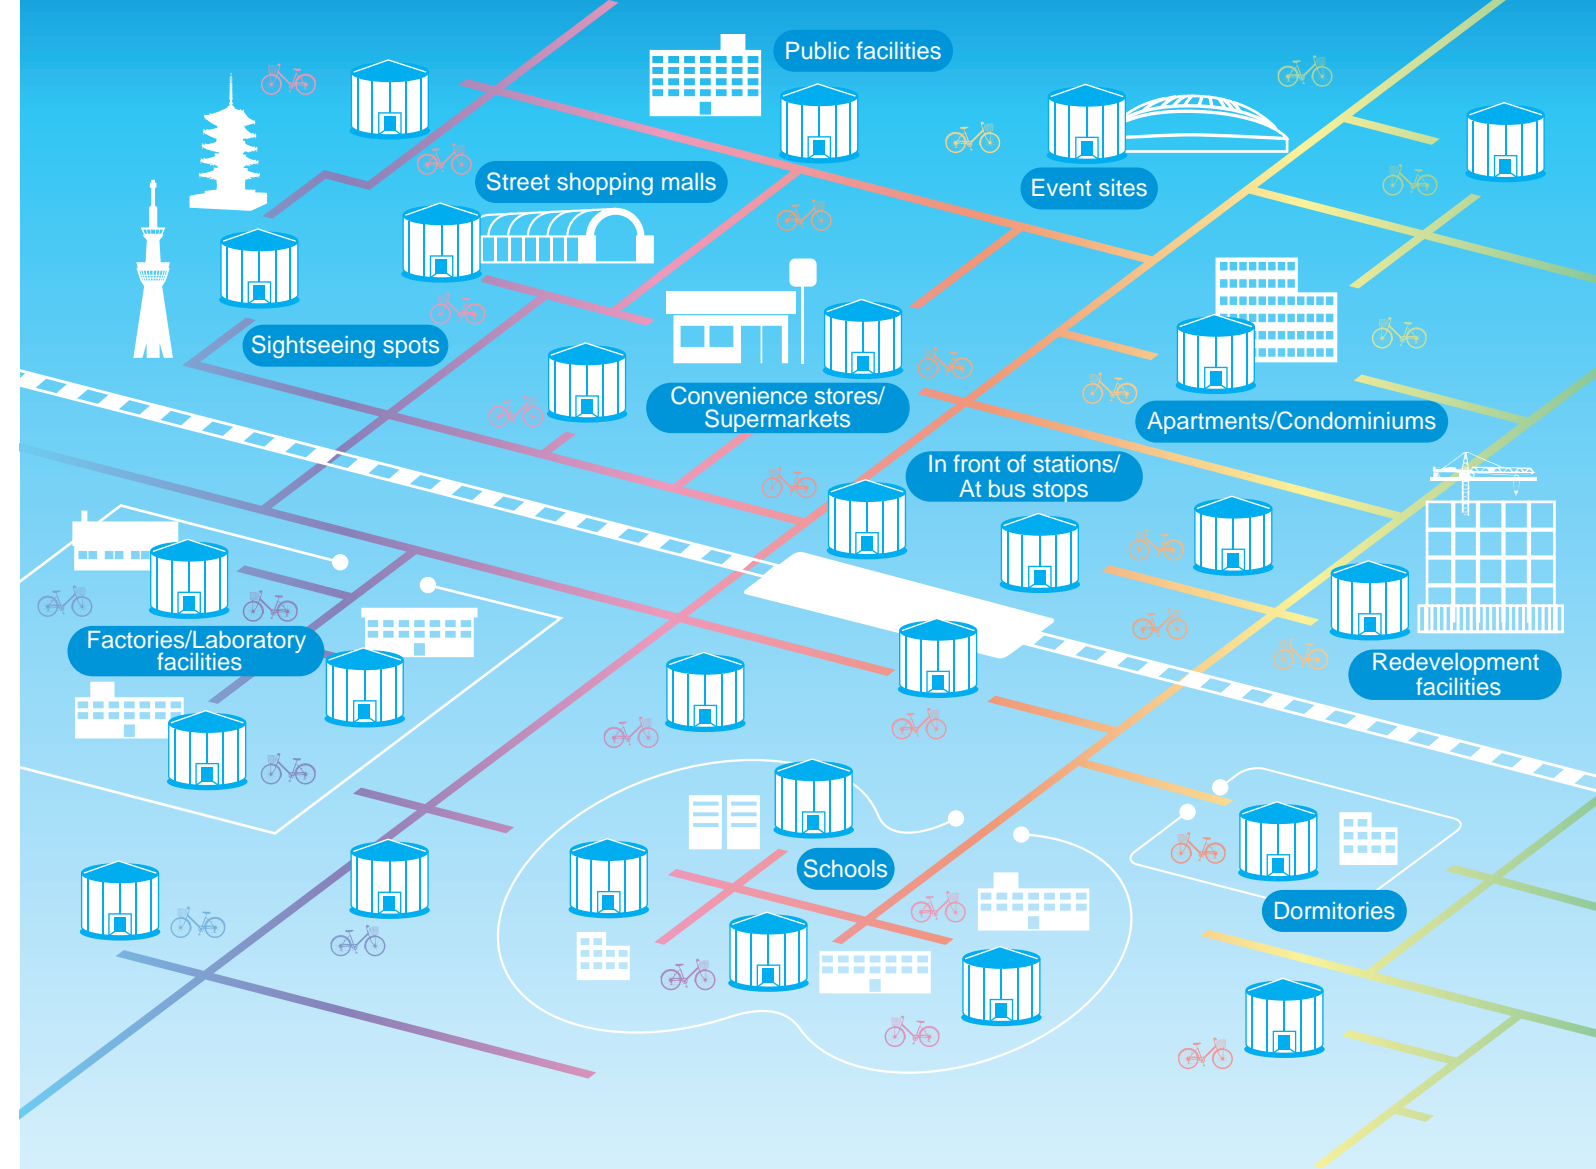 Public facilities
Street shopping malls
Event sites
Sightseeing spots
Convenience stores/
Supermarkets
Apartments/Condominiums
In front of stations/
At bus stops
Factories/Laboratory
facilities
Redevelopment
facilities
Schools
Dormitories